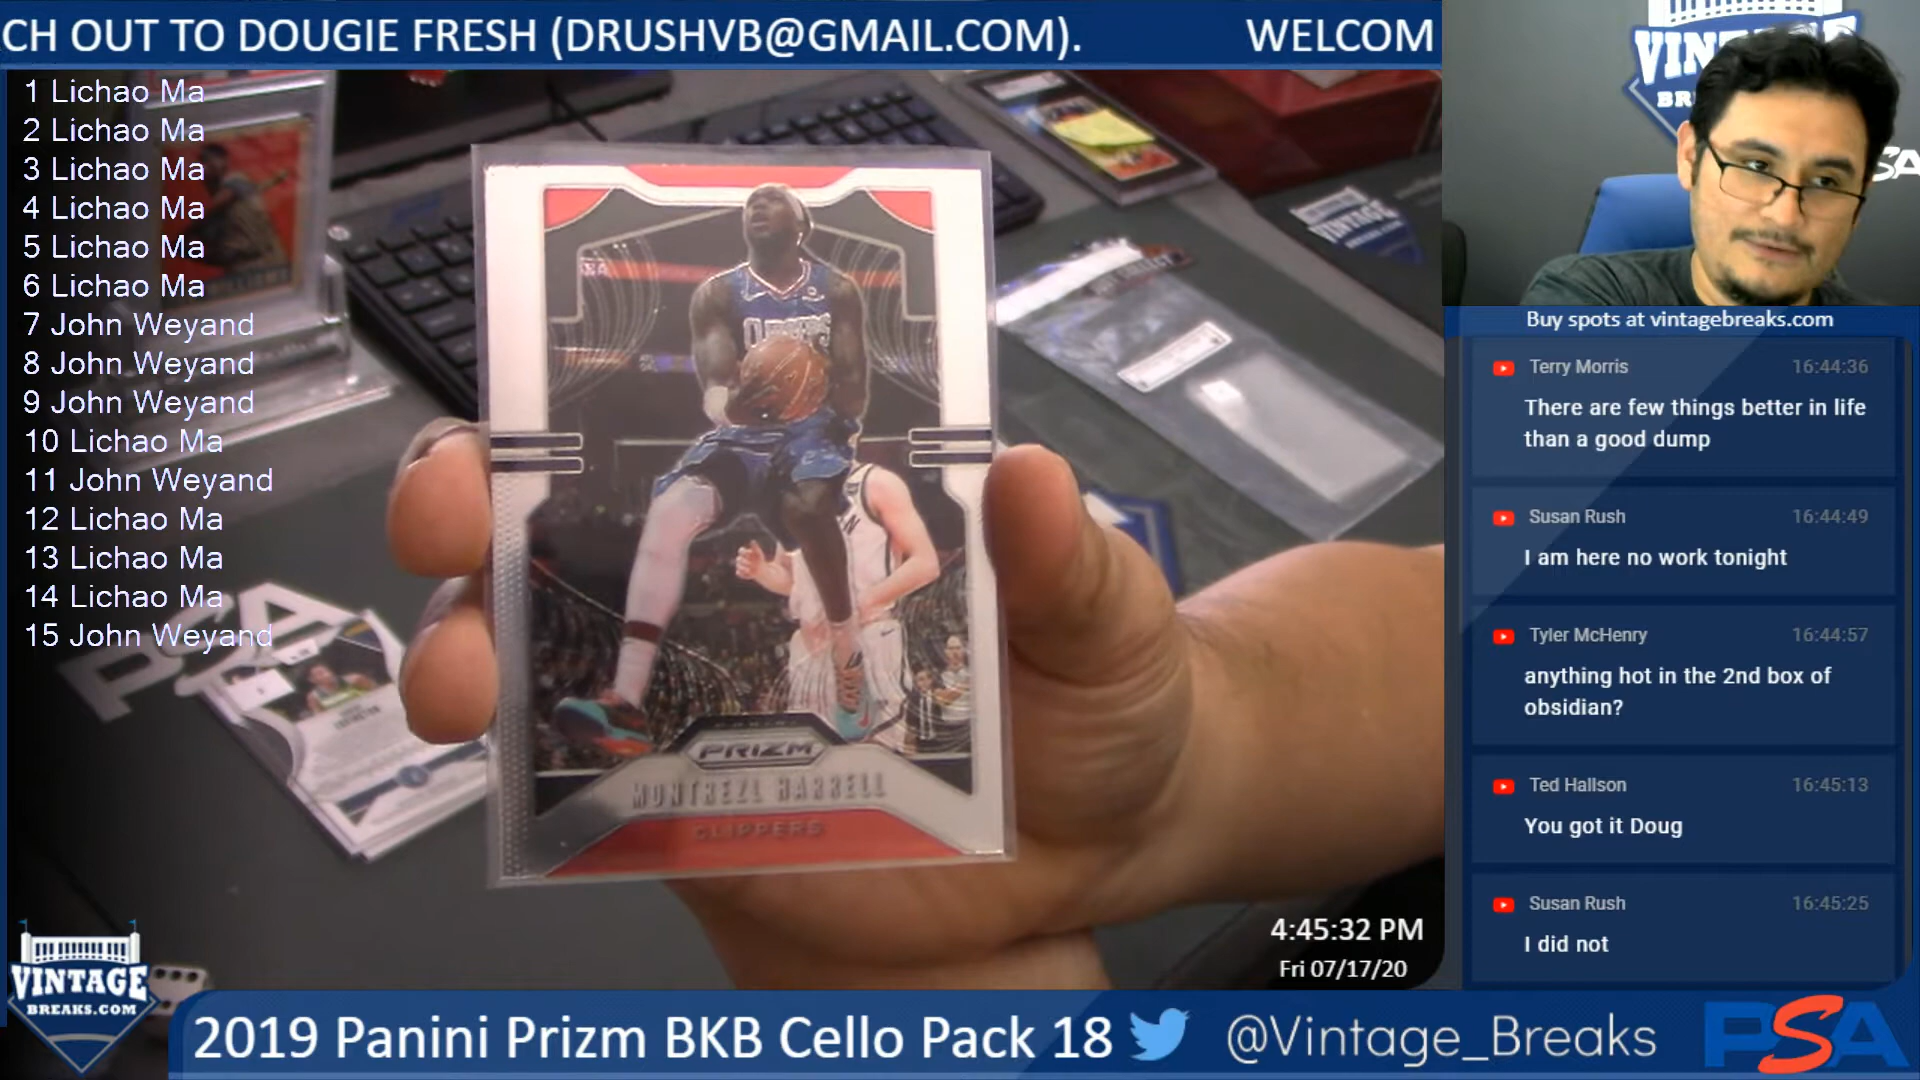 CH OUT TO DOUGIE FRESH (DRUSHVB@GMAIL.COM). WELCOM
1 Lichao Ma
2 Lichao Ma
3 Lichao Ma
4 Lichao Ma
5 Lichao Ma
6 Lichao Ma
7 John Weyand
8 John Weyand
9 John Weyand
10 Lichao Ma
11 John Weyand
12 Lichao Ma
13 Lichao Ma
14 Lichao Ma
15 John Weyand
PRIZM
MONTREZL HARRELL
CLIPPERS
VINTAGE
Buy spots at vintagebreaks.com
Terry Morris 16:44:36
There are few things better in life
than a good dump
Susan Rush 16:44:49
I am here no work tonight
Tyler McHenry 16:44:57
anything hot in the 2nd box of
obsidian?
Ted Hallson 16:45:13
You got it Doug
Susan Rush 16:45:25
I did not
4:45:32 PM
Fri 07/17/20
VINTAGE
BREAKS.COM
2019 Panini Prizm BKB Cello Pack 18 @Vintage_Breaks PSA